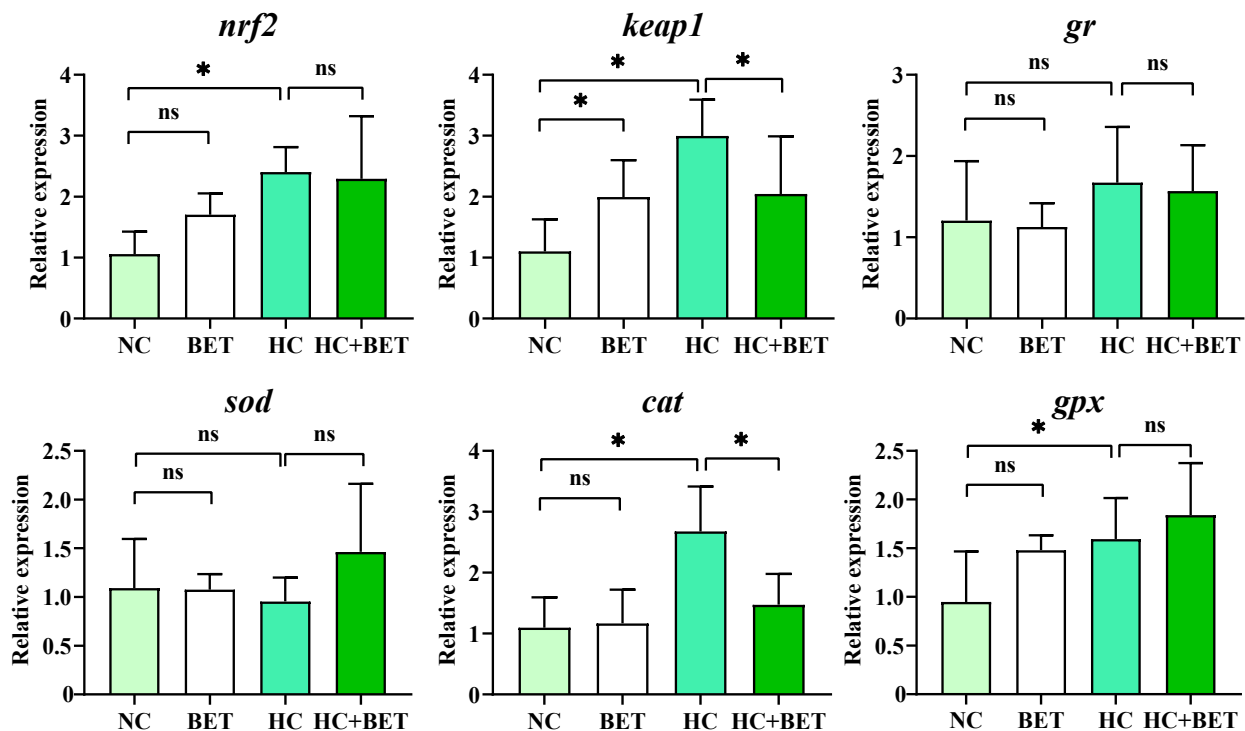 nrf2
Relative expression
4
3
2
1
0
*
ns
ns
NC BET HC HC+BET
keap1
Relative expression
4
3
2
1
0
*
*
*
NC BET HC HC+BET
gr
Relative expression
3
2
1
0
ns
ns
ns
NC BET HC HC+BET
sod
Relative expression
2.5
2.0
1.5
1.0
0.5
0
ns
ns
ns
NC BET HC HC+BET
cat
Relative expression
4
3
2
1
0
*
*
ns
NC BET HC HC+BET
gpx
Relative expression
2.5
2.0
1.5
1.0
0.5
0
*
ns
ns
NC BET HC HC+BET